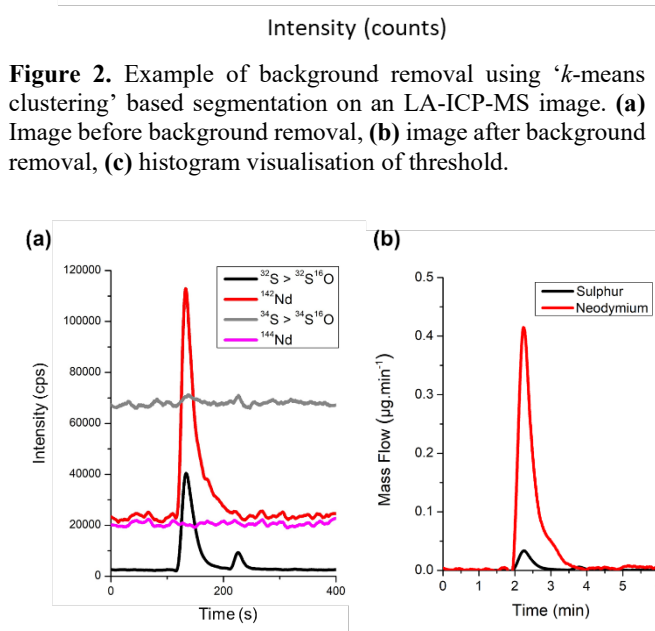 Intensity (counts)
Figure 2. Example of background removal using ‘k-means
clustering’ based segmentation on an LA-ICP-MS image. (a)
Image before background removal, (b) image after background
removal, (c) histogram visualisation of threshold.
(a)
120000
100000
80000
60000
40000
20000
0
Intensity (cps)
³²S > ³²S¹⁶O
¹⁴²Nd
³⁴S > ³⁴S¹⁶O
¹⁴⁴Nd
0 200 400
Time (s)
(b)
0.5
0.4
0.3
0.2
0.1
0.0
Mass Flow (µg.min⁻¹)
Sulphur
Neodymium
0 1 2 3 4 5
Time (min)